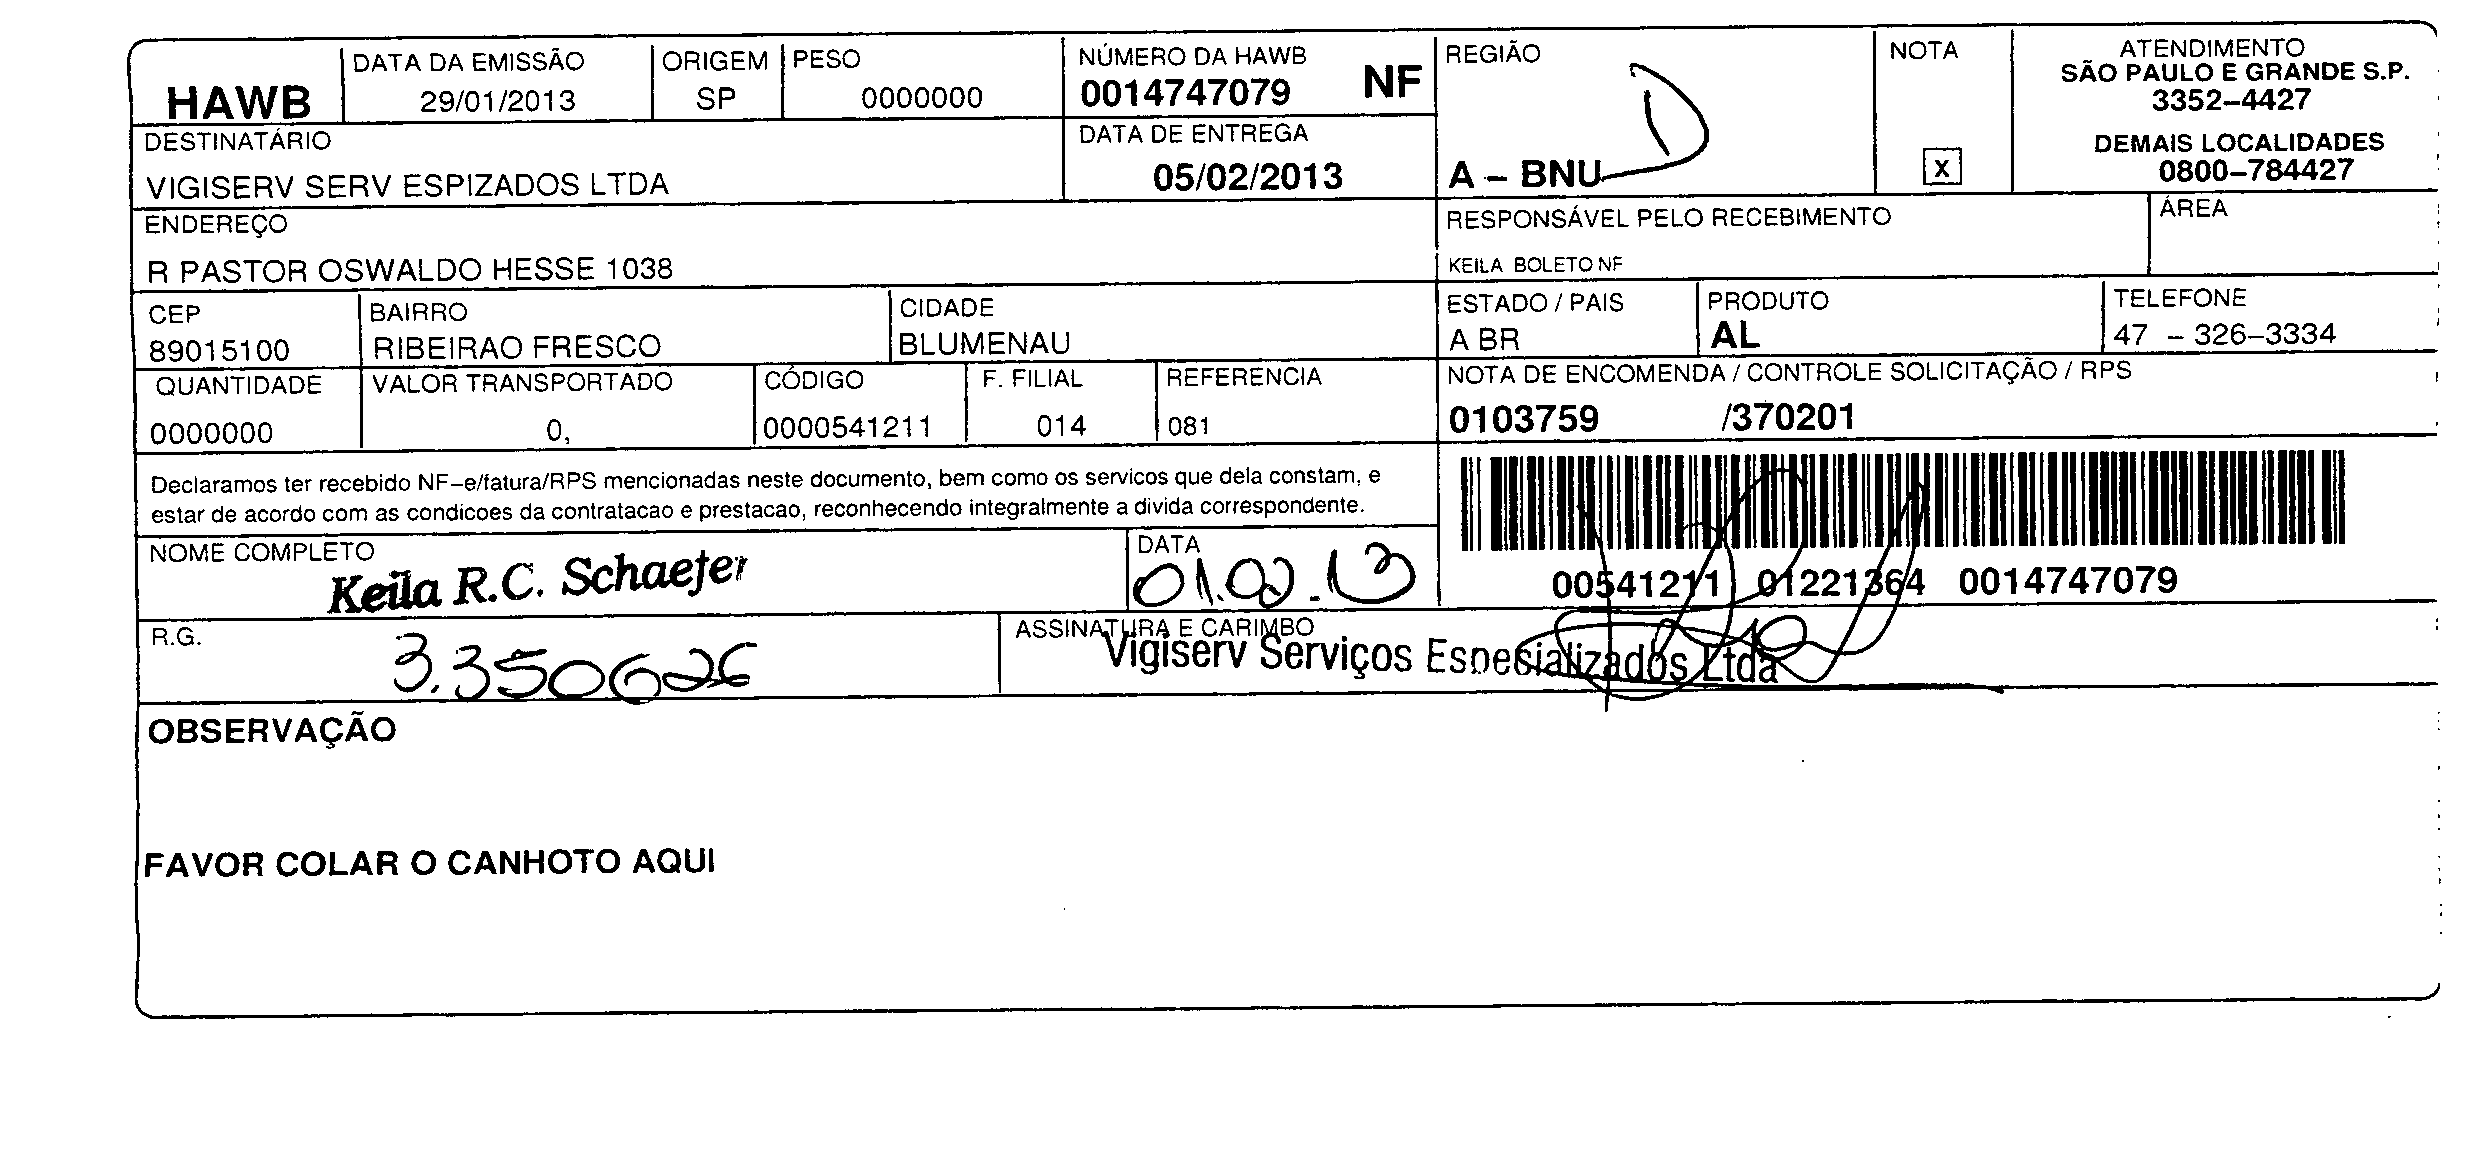 HAWB
DATA DA EMISSÃO
29/01/2013
ORIGEM
SP
PESO
0000000
NÚMERO DA HAWB
0014747079 NF
DATA DE ENTREGA
05/02/2013
REGIÃO
A – BNU D
NOTA
X
ATENDIMENTO
SÃO PAULO E GRANDE S.P.
3352–4427
DEMAIS LOCALIDADES
0800–784427
DESTINATÁRIO
VIGISERV SERV ESPIZADOS LTDA
ENDEREÇO
R PASTOR OSWALDO HESSE 1038
RESPONSÁVEL PELO RECEBIMENTO
KEILA BOLETO NF
ÁREA
CEP
89015100
BAIRRO
RIBEIRAO FRESCO
CIDADE
BLUMENAU
ESTADO / PAIS
A BR
PRODUTO
AL
TELEFONE
47 – 326–3334
QUANTIDADE
0000000
VALOR TRANSPORTADO
0,
CÓDIGO
0000541211
F. FILIAL
014
REFERENCIA
081
NOTA DE ENCOMENDA / CONTROLE SOLICITAÇÃO / RPS
0103759 /370201
Declaramos ter recebido NF–e/fatura/RPS mencionadas neste documento, bem como os servicos que dela constam, e
estar de acordo com as condicoes da contratacao e prestacao, reconhecendo integralmente a divida correspondente.
NOME COMPLETO
Keila R.C. Schaefer
DATA
01.02.13
00541211 01221364 0014747079
R.G.
3.350626
ASSINATURA E CARIMBO
Vigiserv Serviços Especializados Ltda
OBSERVAÇÃO
FAVOR COLAR O CANHOTO AQUI